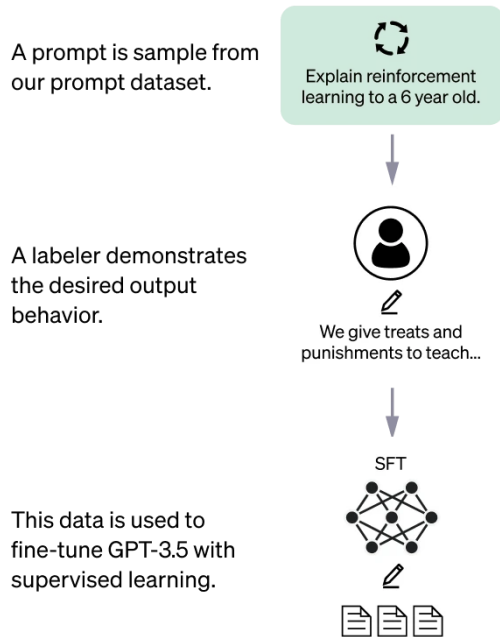 A prompt is sample from
our prompt dataset.
Explain reinforcement
learning to a 6 year old.
A labeler demonstrates
the desired output
behavior.
We give treats and
punishments to teach...
SFT
This data is used to
fine-tune GPT-3.5 with
supervised learning.